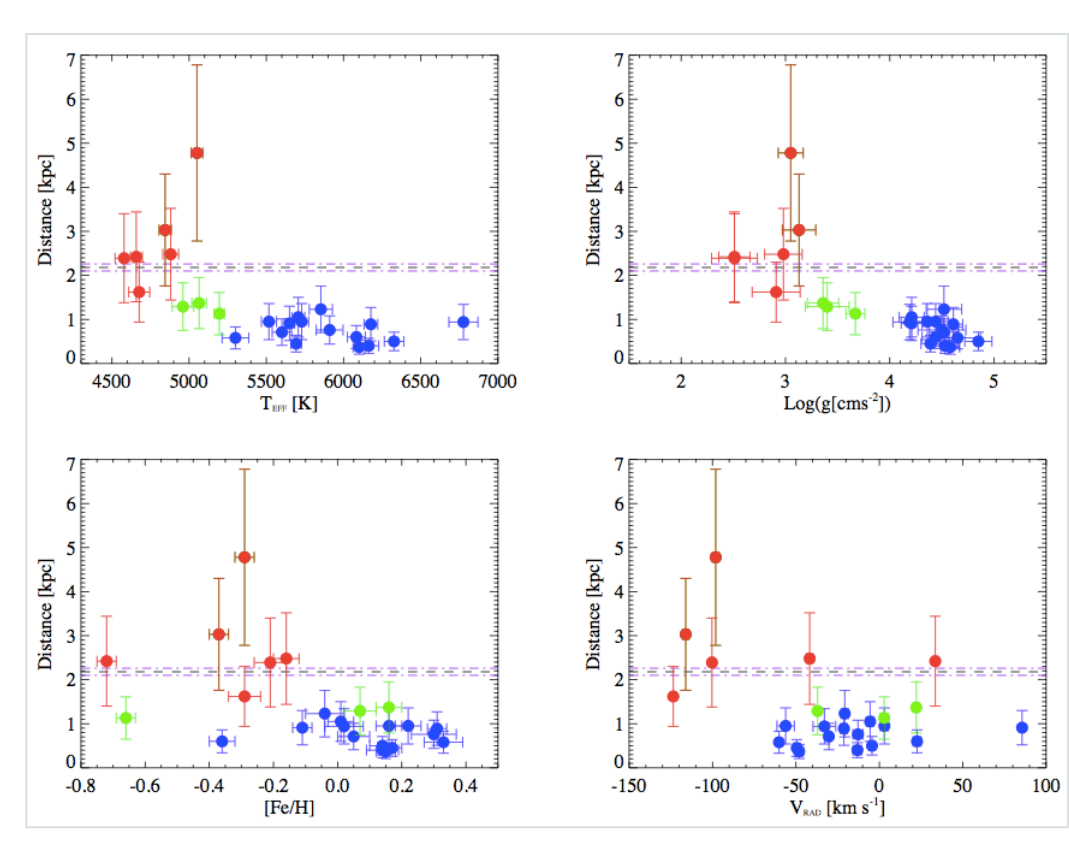 7
6
5
4
3
2
1
0
Distance [kpc]
4500 5000 5500 6000 6500 7000
T_EFF [K]
7
6
5
4
3
2
1
0
Distance [kpc]
2 3 4 5
Log(g[cms⁻²])
7
6
5
4
3
2
1
0
Distance [kpc]
-0.8 -0.6 -0.4 -0.2 0.0 0.2 0.4
[Fe/H]
7
6
5
4
3
2
1
0
Distance [kpc]
-150 -100 -50 0 50 100
V_RAD [km s⁻¹]